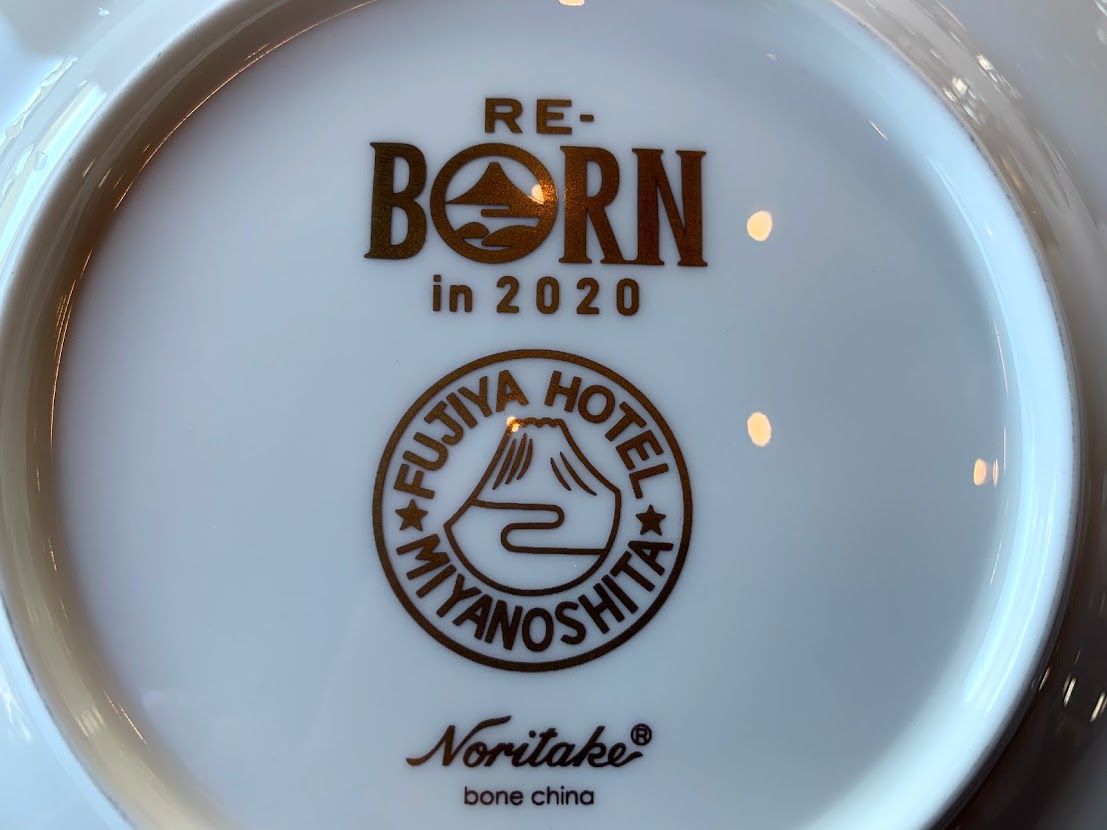 RE-
BORN
in 2020
FUJIYA HOTEL
★ MIYANOSHITA ★
Noritake®
bone china